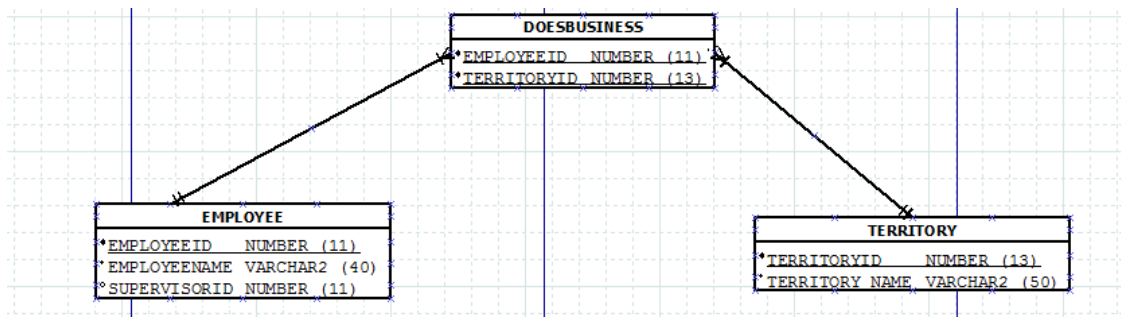 DOESBUSINESS
EMPLOYEEID NUMBER (11)
TERRITORYID NUMBER (13)
EMPLOYEE
EMPLOYEEID NUMBER (11)
EMPLOYEENAME VARCHAR2 (40)
SUPERVISORID NUMBER (11)
TERRITORY
TERRITORYID NUMBER (13)
TERRITORY NAME VARCHAR2 (50)